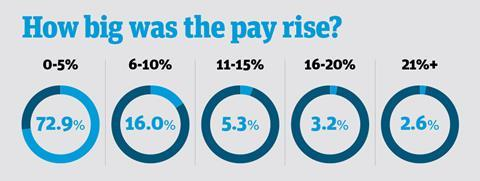 How big was the pay rise?
0-5% 6-10% 11-15% 16-20% 21%+
72.9% 16.0% 5.3% 3.2% 2.6%